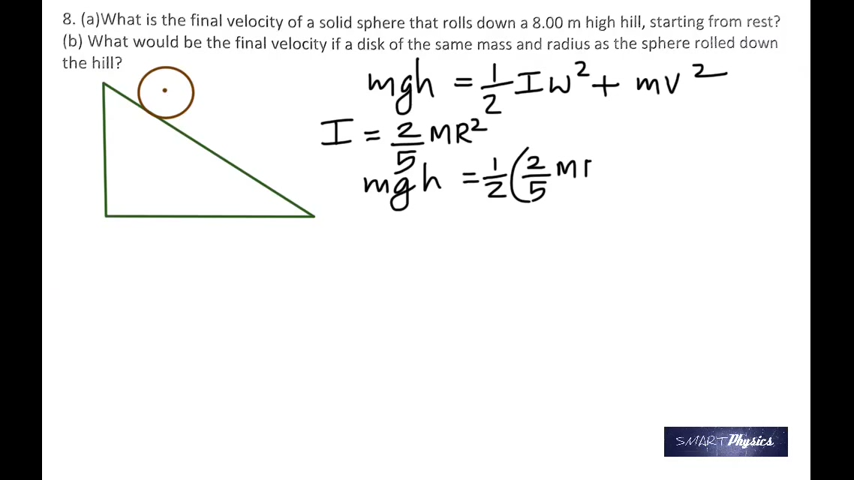 8. (a)What is the final velocity of a solid sphere that rolls down a 8.00 m high hill, starting from rest?
(b) What would be the final velocity if a disk of the same mass and radius as the sphere rolled down
the hill?
mgh = 1/2 Iω² + mv²
I = 2/5 MR²
mgh = 1/2 (2/5 Mr
SMARTPhysics